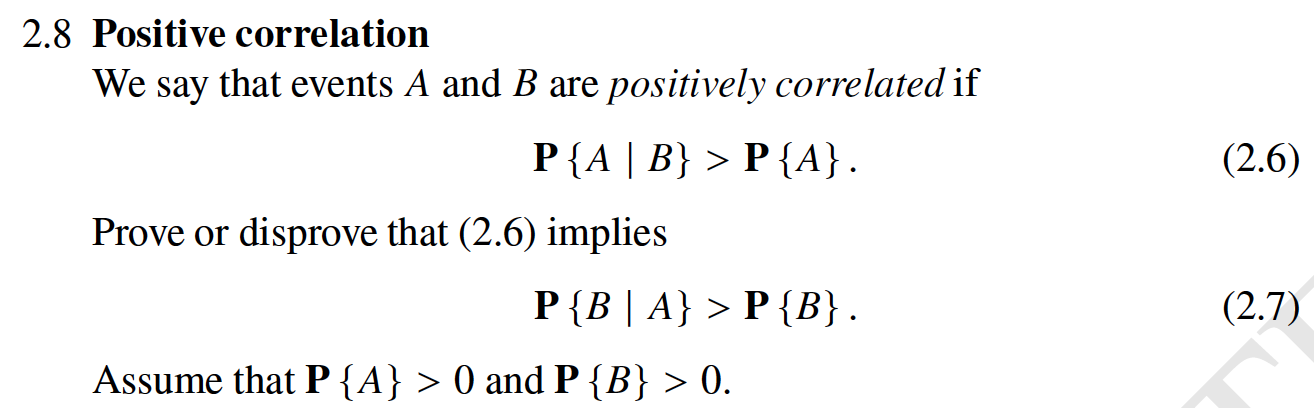 2.8 Positive correlation
We say that events A and B are positively correlated if
P {A | B} > P {A} . (2.6)
Prove or disprove that (2.6) implies
P {B | A} > P {B} . (2.7)
Assume that P {A} > 0 and P {B} > 0.